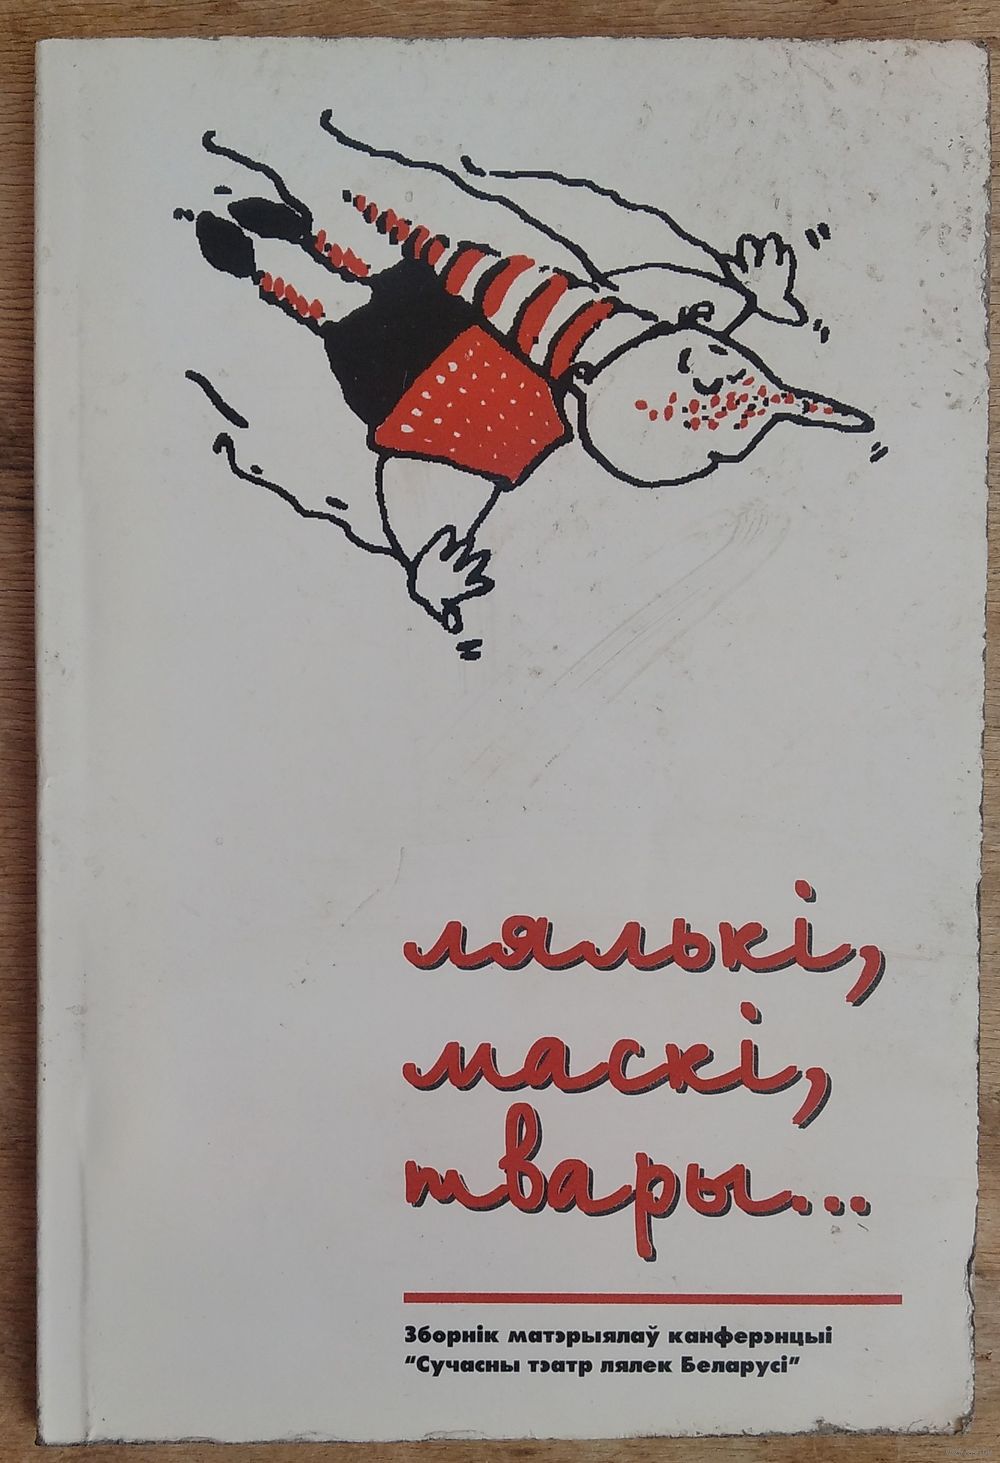 лялькі,
маскі,
твары...
Зборнік матэрыялаў канферэнцыі
“Сучасны тэатр лялек Беларусі”